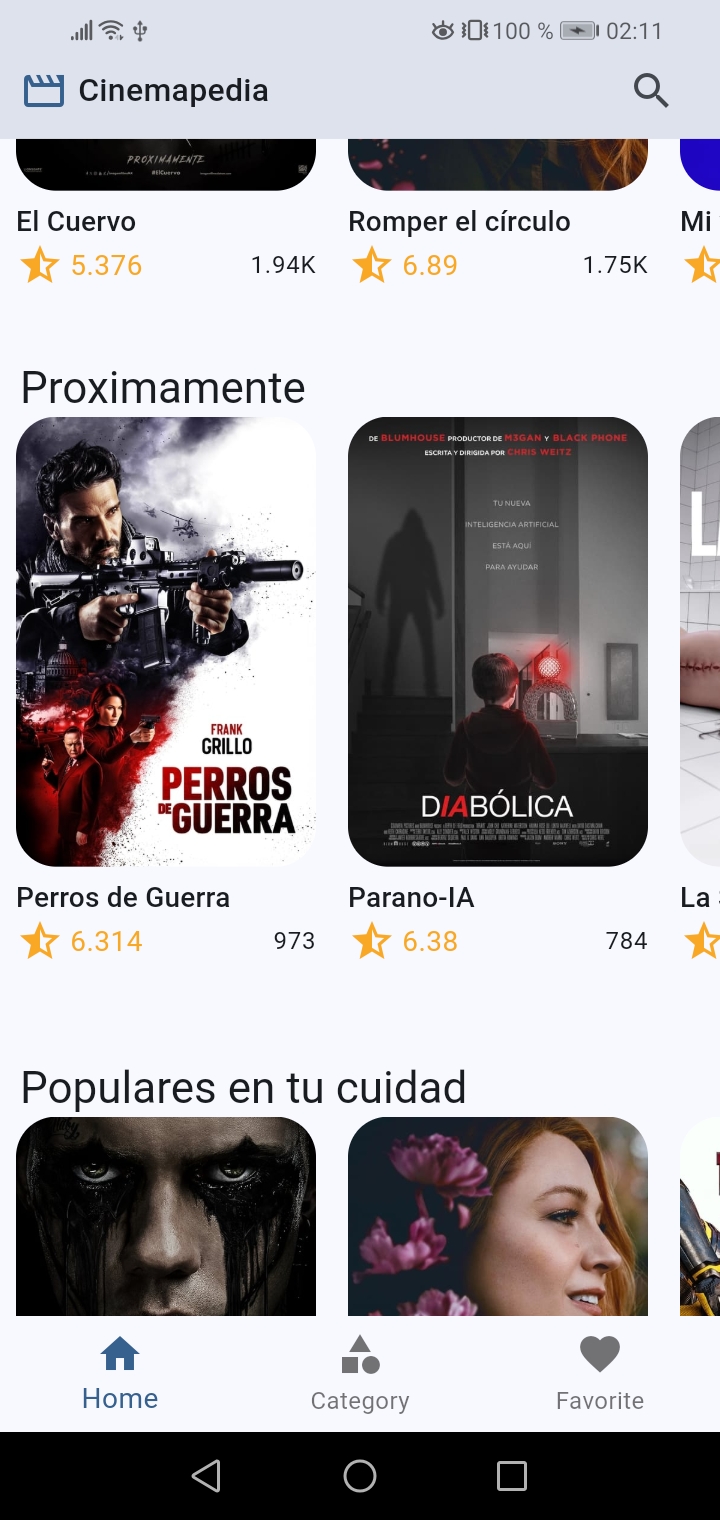 100 % 02:11
Cinemapedia
PROXIMAMENTE
#ElCuervo
El Cuervo
5.376 1.94K
Romper el círculo
6.89 1.75K
Mi
Proximamente
FRANK
GRILLO
PERROS
DE GUERRA
DE BLUMHOUSE PRODUCTOR DE M3GAN Y BLACK PHONE
ESCRITA Y DIRIGIDA POR CHRIS WEITZ
TU NUEVA
INTELIGENCIA ARTIFICIAL
ESTÁ AQUÍ
PARA AYUDAR
DIABÓLICA
Perros de Guerra
6.314 973
Parano-IA
6.38 784
La
Populares en tu cuidad
Home
Category
Favorite